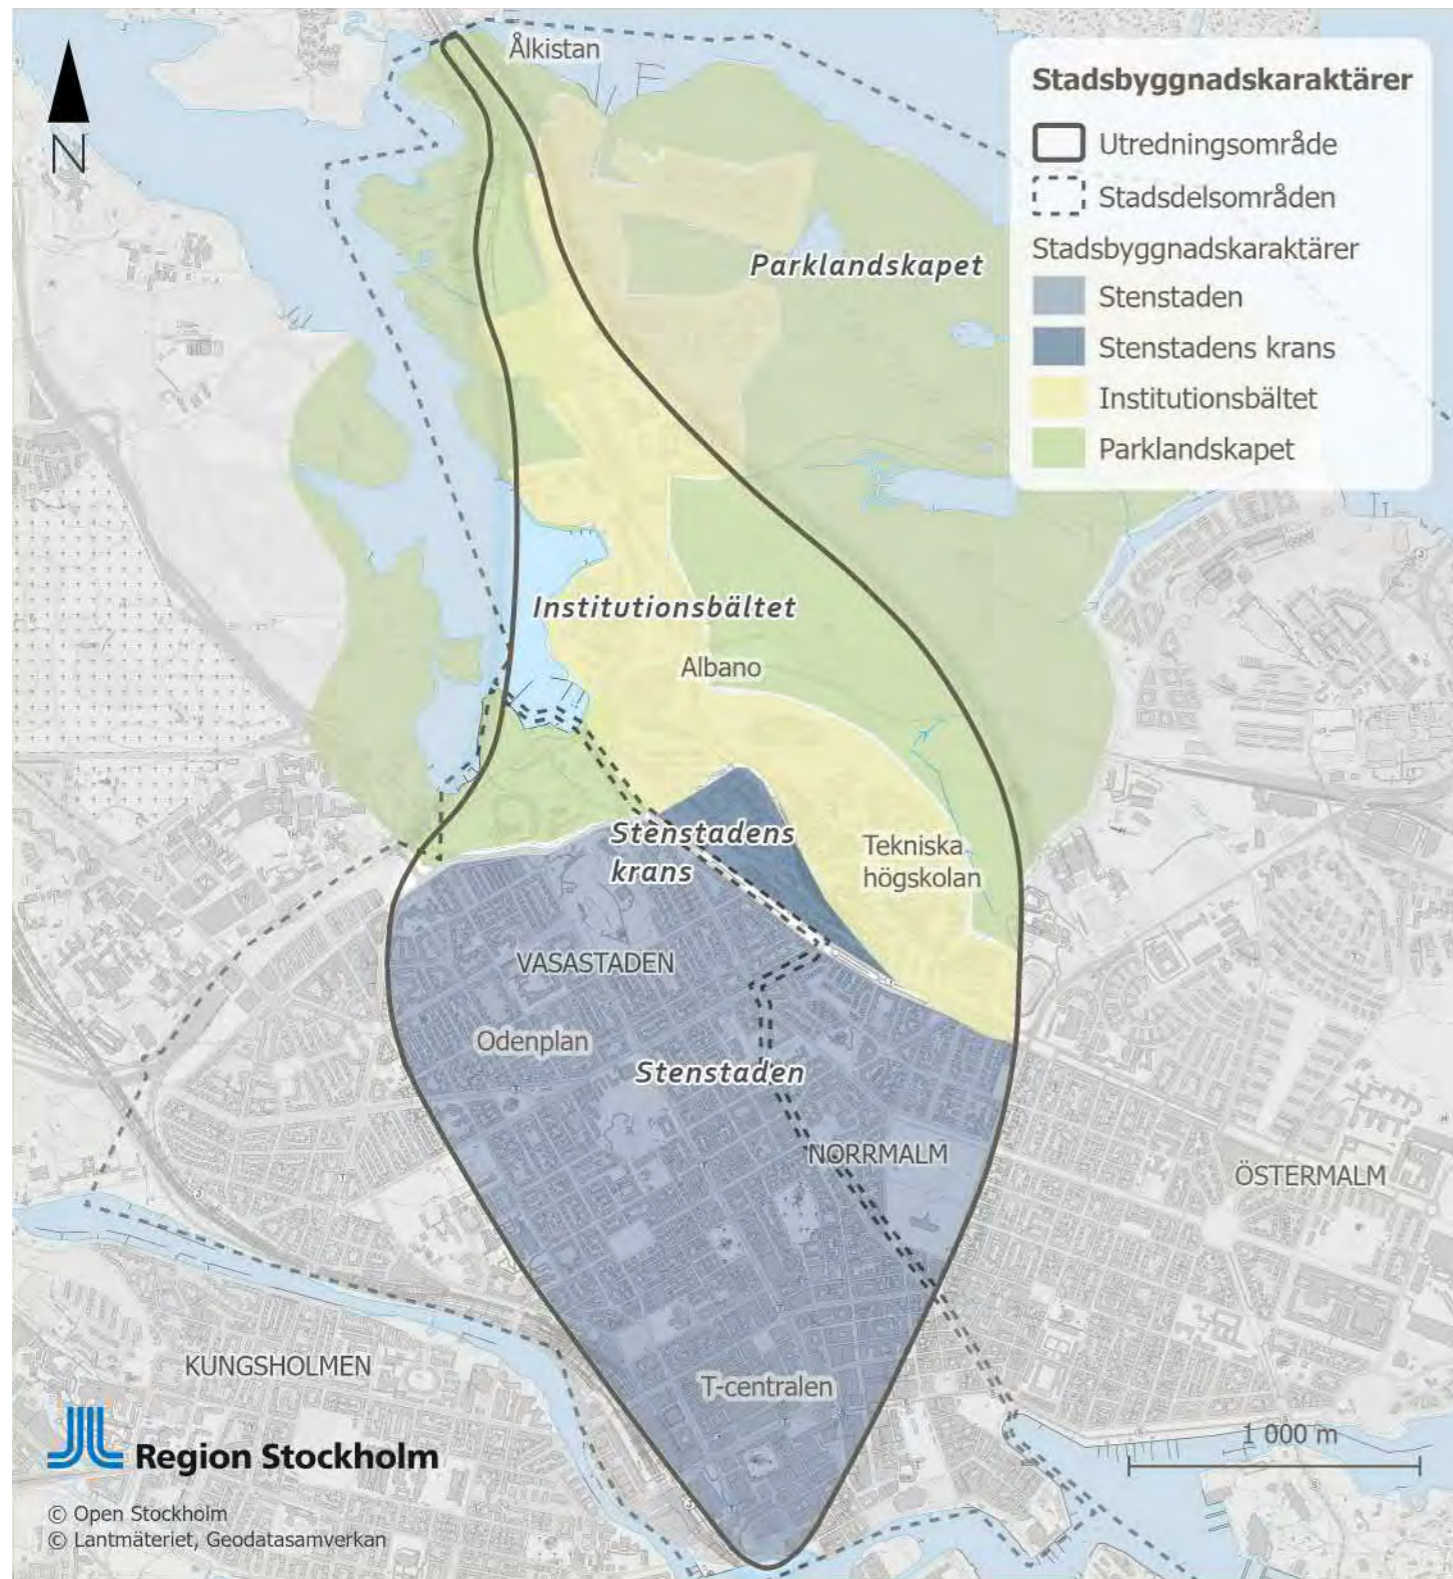 Ålkistan
N
Stadsbyggnadskaraktärer
Utredningsområde
Stadsdelsområden
Stadsbyggnadskaraktärer
Stenstaden
Stenstadens krans
Institutionsbältet
Parklandskapet
Parklandskapet
Institutionsbältet
Albano
Stenstadens
krans
Tekniska
högskolan
VASASTADEN
Odenplan
Stenstaden
NORRMALM
ÖSTERMALM
KUNGSHOLMEN
T-centralen
1 000 m
Region Stockholm
© Open Stockholm
© Lantmäteriet, Geodatasamverkan